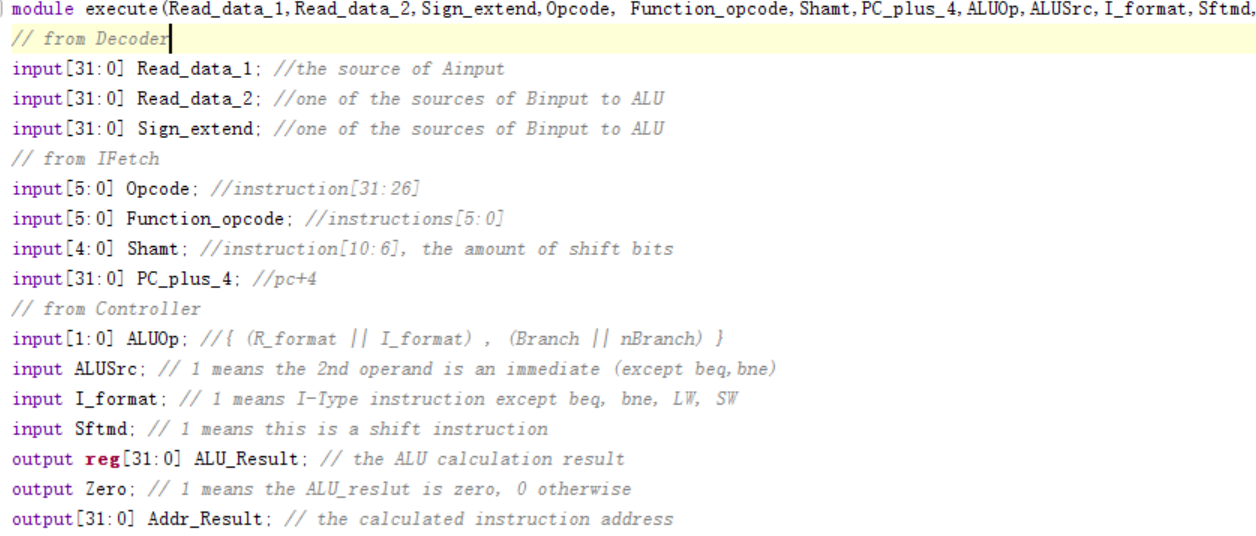 module execute(Read_data_1,Read_data_2,Sign_extend,Opcode, Function_opcode,Shamt,PC_plus_4,ALUOp,ALUSrc,I_format,Sftmd,
// from Decoder
input[31:0] Read_data_1; //the source of Ainput
input[31:0] Read_data_2; //one of the sources of Binput to ALU
input[31:0] Sign_extend; //one of the sources of Binput to ALU
// from IFetch
input[5:0] Opcode; //instruction[31:26]
input[5:0] Function_opcode; //instructions[5:0]
input[4:0] Shamt; //instruction[10:6], the amount of shift bits
input[31:0] PC_plus_4; //pc+4
// from Controller
input[1:0] ALUOp; //{ (R_format || I_format) , (Branch || nBranch) }
input ALUSrc; // 1 means the 2nd operand is an immediate (except beq,bne)
input I_format; // 1 means I-Type instruction except beq, bne, LW, SW
input Sftmd; // 1 means this is a shift instruction
output reg[31:0] ALU_Result; // the ALU calculation result
output Zero; // 1 means the ALU_reslut is zero, 0 otherwise
output[31:0] Addr_Result; // the calculated instruction address